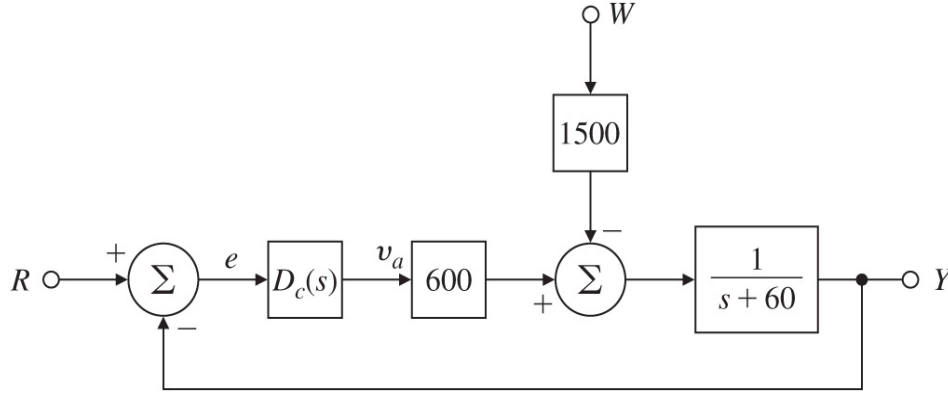 W
1500
−
R
+
Σ
−
e
D_c(s)
v_a
600
+
Σ
1
s + 60
Y